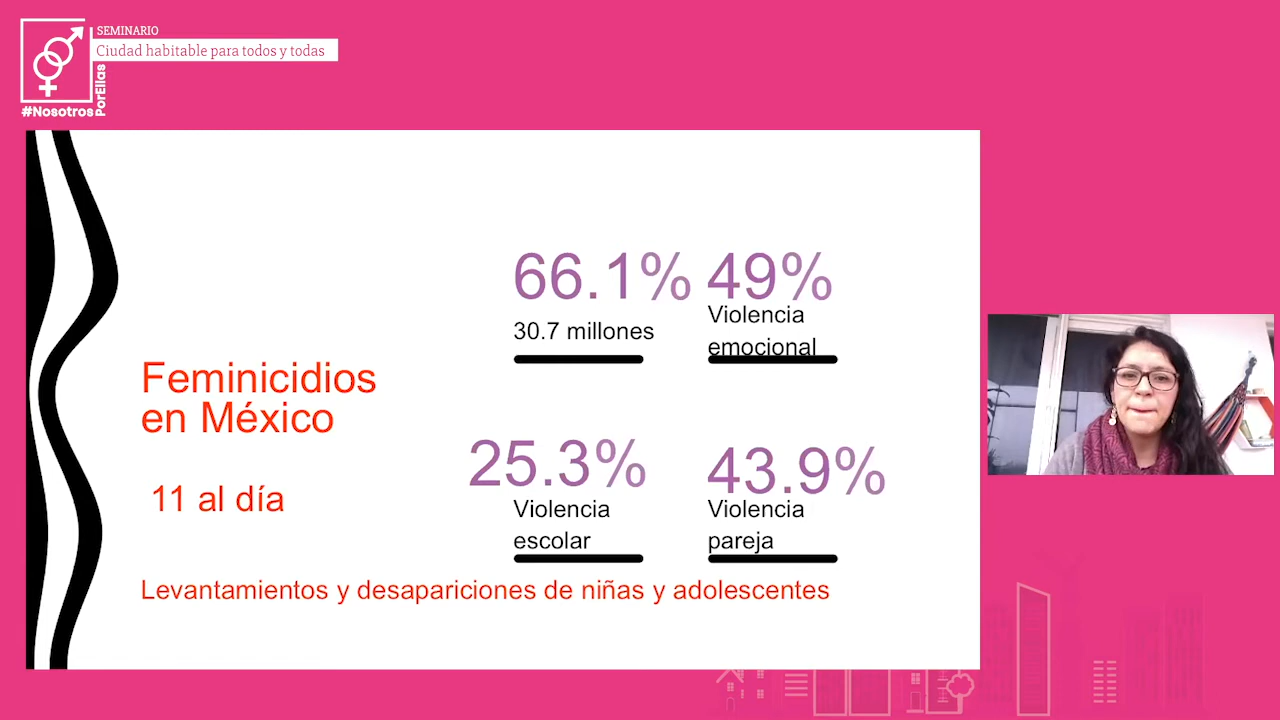 SEMINARIO
Ciudad habitable para todos y todas
#Nosotros
PorEllas
66.1%
30.7 millones
49%
Violencia
emocional
Feminicidios
en México
11 al día
25.3%
Violencia
escolar
43.9%
Violencia
pareja
Levantamientos y desapariciones de niñas y adolescentes